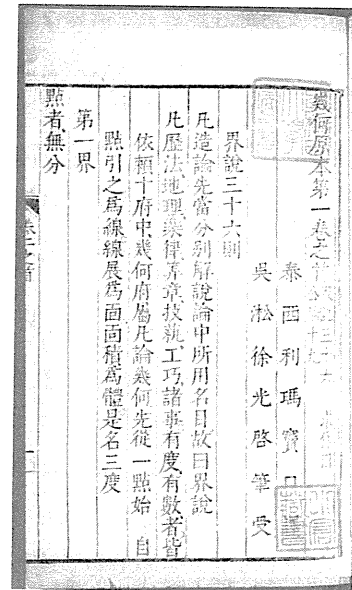 幾何原本第一卷之首
泰西利瑪竇口
吳淞徐光啓筆受
界說三十六則
凡造論先當分別解說論中所用名目故曰界說
凡歷法地理樂律算章技執工巧諸事有度有數者皆
依賴十府中幾何府屬凡論幾何先從一點始自
點引之爲線線展爲面面積爲體是名三度
第一界
點者無分